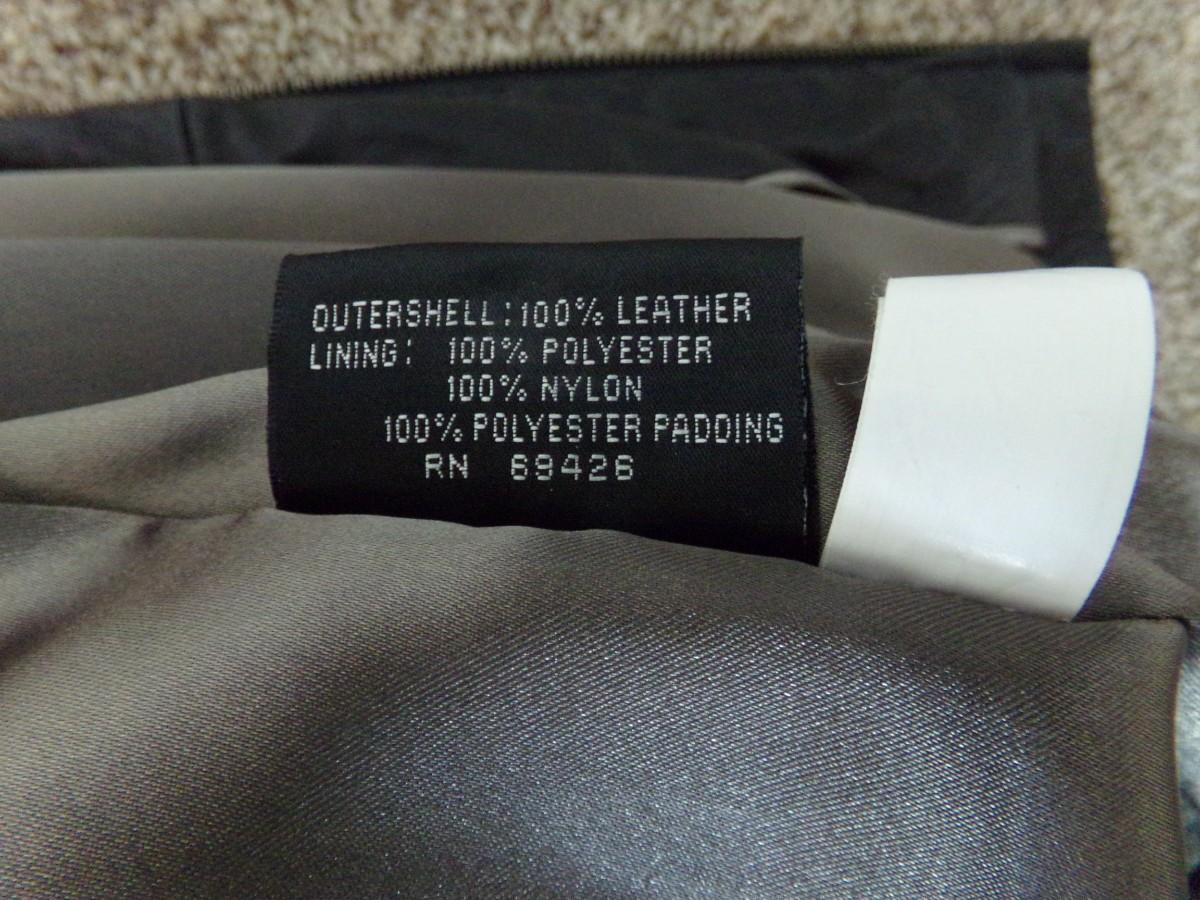 OUTERSHELL: 100% LEATHER
LINING: 100% POLYESTER
100% NYLON
100% POLYESTER PADDING
RN 69426